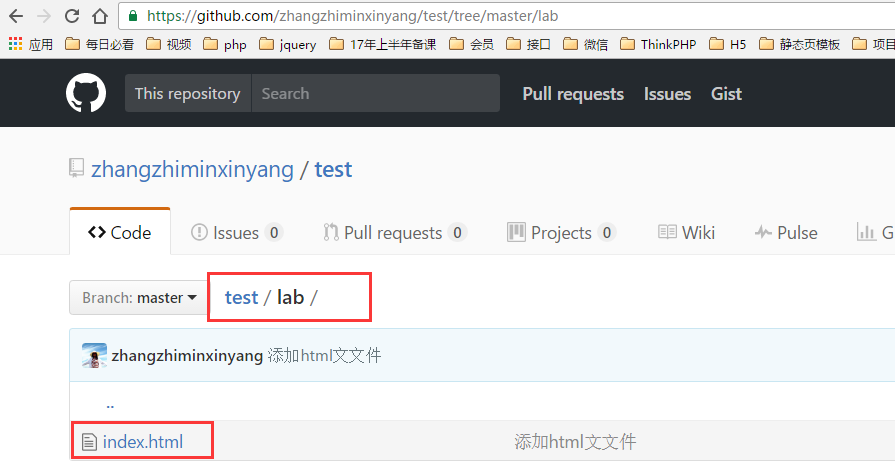 https://github.com/zhangzhiminxinyang/test/tree/master/lab
应用 每日必看 视频 php jquery 17年上半年备课 会员 接口 微信 ThinkPHP H5 静态页模板 项目
This repository Search Pull requests Issues Gist
zhangzhiminxinyang / test
Code Issues 0 Pull requests 0 Projects 0 Wiki Pulse G
Branch: master test / lab /
zhangzhiminxinyang 添加html文文件
..
index.html 添加html文文件